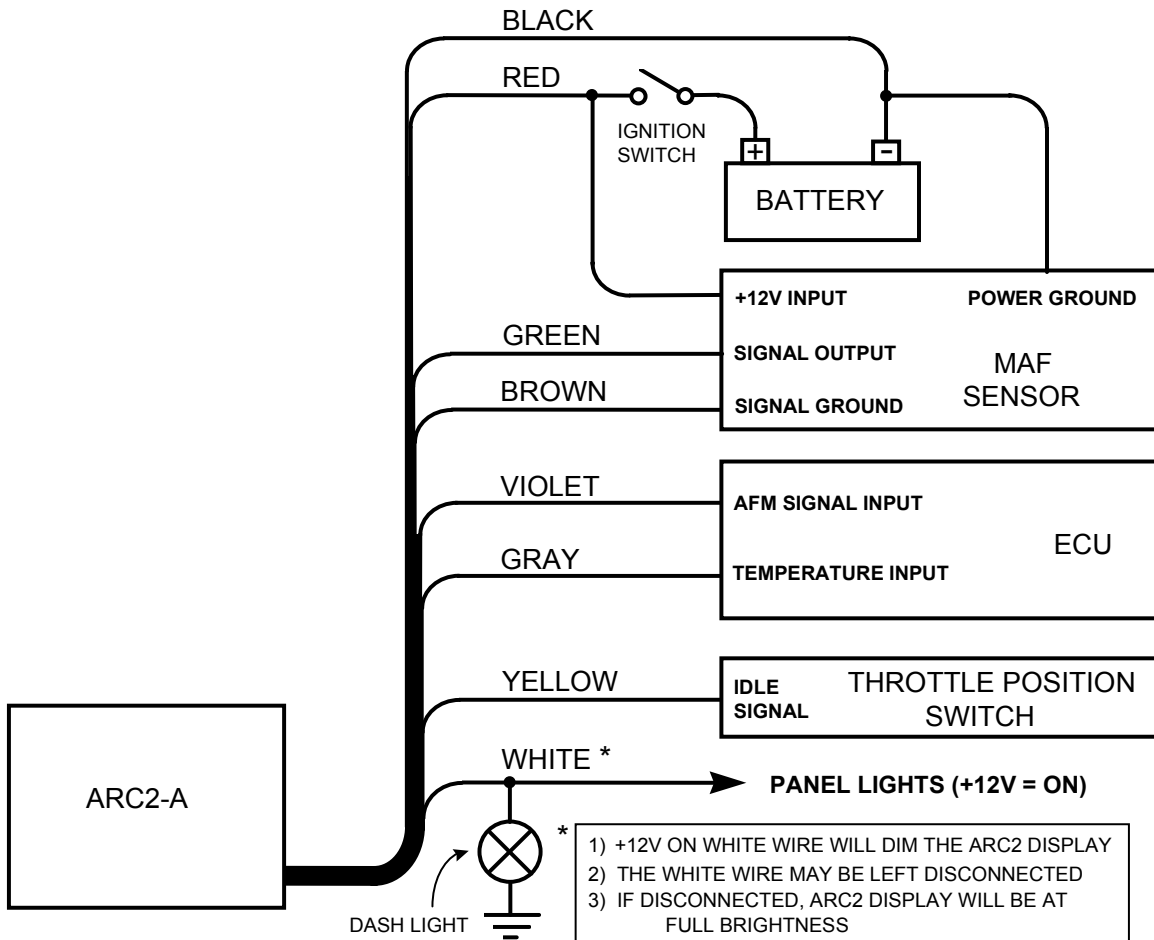 BLACK
RED
IGNITION
SWITCH
+
-
BATTERY
+12V INPUT
POWER GROUND
GREEN
SIGNAL OUTPUT
MAF
SENSOR
BROWN
SIGNAL GROUND
VIOLET
AFM SIGNAL INPUT
ECU
GRAY
TEMPERATURE INPUT
YELLOW
IDLE
SIGNAL
THROTTLE POSITION
SWITCH
WHITE *
PANEL LIGHTS (+12V = ON)
ARC2-A
DASH LIGHT
*
1) +12V ON WHITE WIRE WILL DIM THE ARC2 DISPLAY
2) THE WHITE WIRE MAY BE LEFT DISCONNECTED
3) IF DISCONNECTED, ARC2 DISPLAY WILL BE AT
FULL BRIGHTNESS